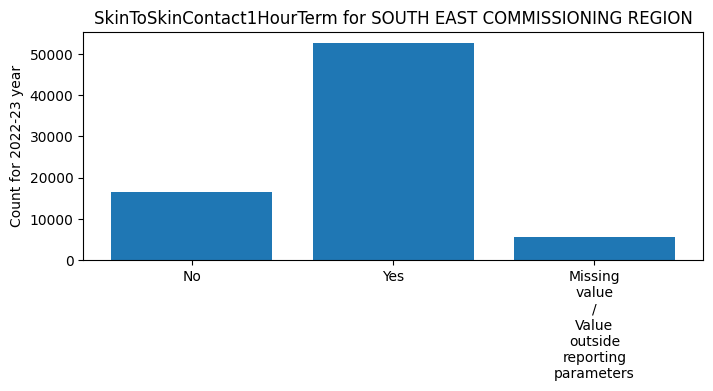 SkinToSkinContact1HourTerm for SOUTH EAST COMMISSIONING REGION
Count for 2022-23 year
50000
40000
30000
20000
10000
0
No
Yes
Missing
value
/
Value
outside
reporting
parameters